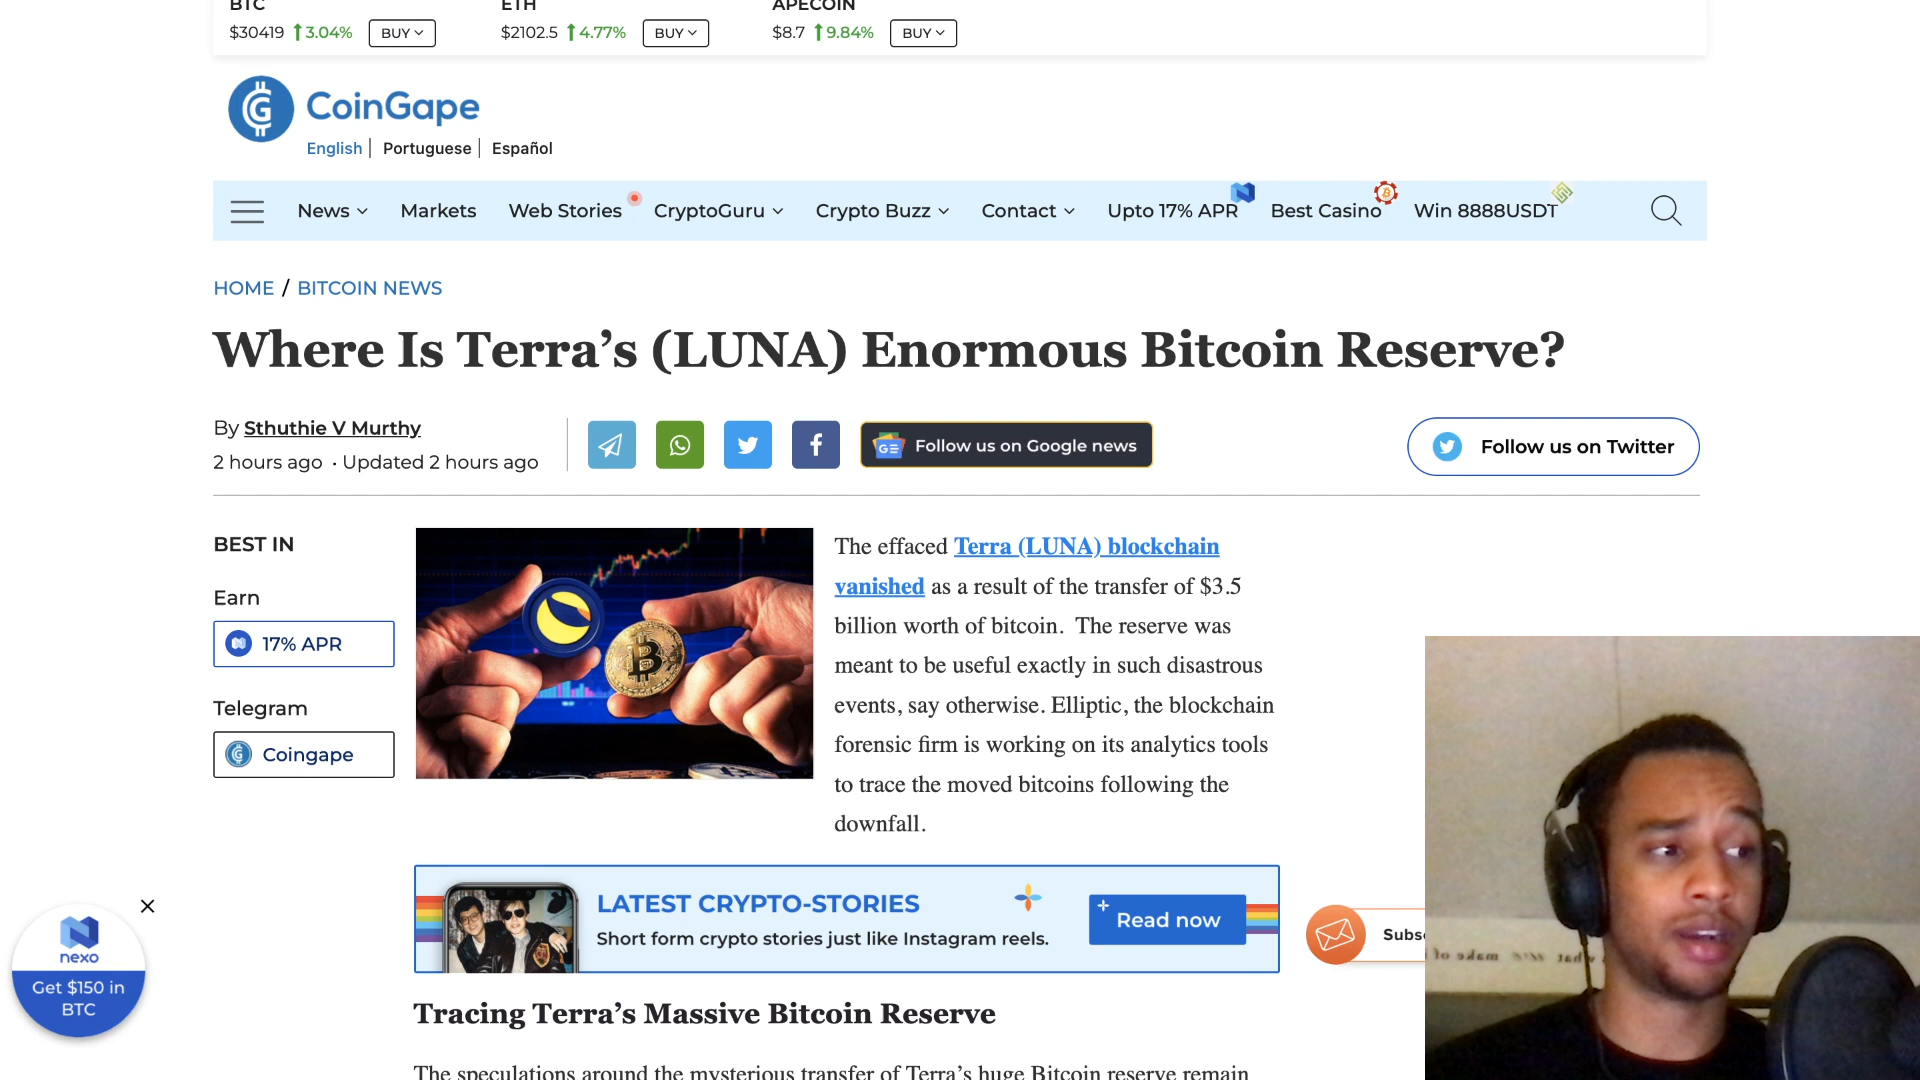 BTC
$30419 3.04% BUY
ETH
$2102.5 4.77% BUY
APECOIN
$8.7 9.84% BUY
CoinGape
English | Portuguese | Español
News Markets Web Stories CryptoGuru Crypto Buzz Contact Upto 17% APR Best Casino Win 8888USDT
HOME / BITCOIN NEWS
Where Is Terra’s (LUNA) Enormous Bitcoin Reserve?
By Sthuthie V Murthy
2 hours ago · Updated 2 hours ago
Follow us on Google news
Follow us on Twitter
BEST IN
Earn
17% APR
Telegram
Coingape
The effaced Terra (LUNA) blockchain
vanished as a result of the transfer of $3.5
billion worth of bitcoin. The reserve was
meant to be useful exactly in such disastrous
events, say otherwise. Elliptic, the blockchain
forensic firm is working on its analytics tools
to trace the moved bitcoins following the
downfall.
LATEST CRYPTO-STORIES
Short form crypto stories just like Instagram reels.
Read now
nexo
Get $150 in
BTC
Subs
Tracing Terra’s Massive Bitcoin Reserve
The speculations around the mysterious transfer of Terra’s huge Bitcoin reserve remain